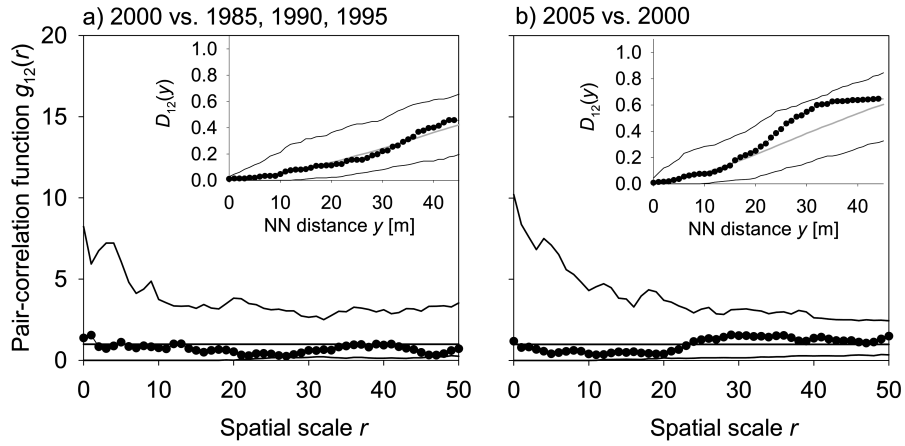 a) 2000 vs. 1985, 1990, 1995
b) 2005 vs. 2000
Pair-correlation function g12(r)
20
15
10
5
0
0 10 20 30 40 50
Spatial scale r
D12(y)
1.0
0.8
0.6
0.4
0.2
0.0
0 10 20 30 40
NN distance y [m]
0 10 20 30 40 50
Spatial scale r
D12(y)
1.0
0.8
0.6
0.4
0.2
0.0
0 10 20 30 40
NN distance y [m]